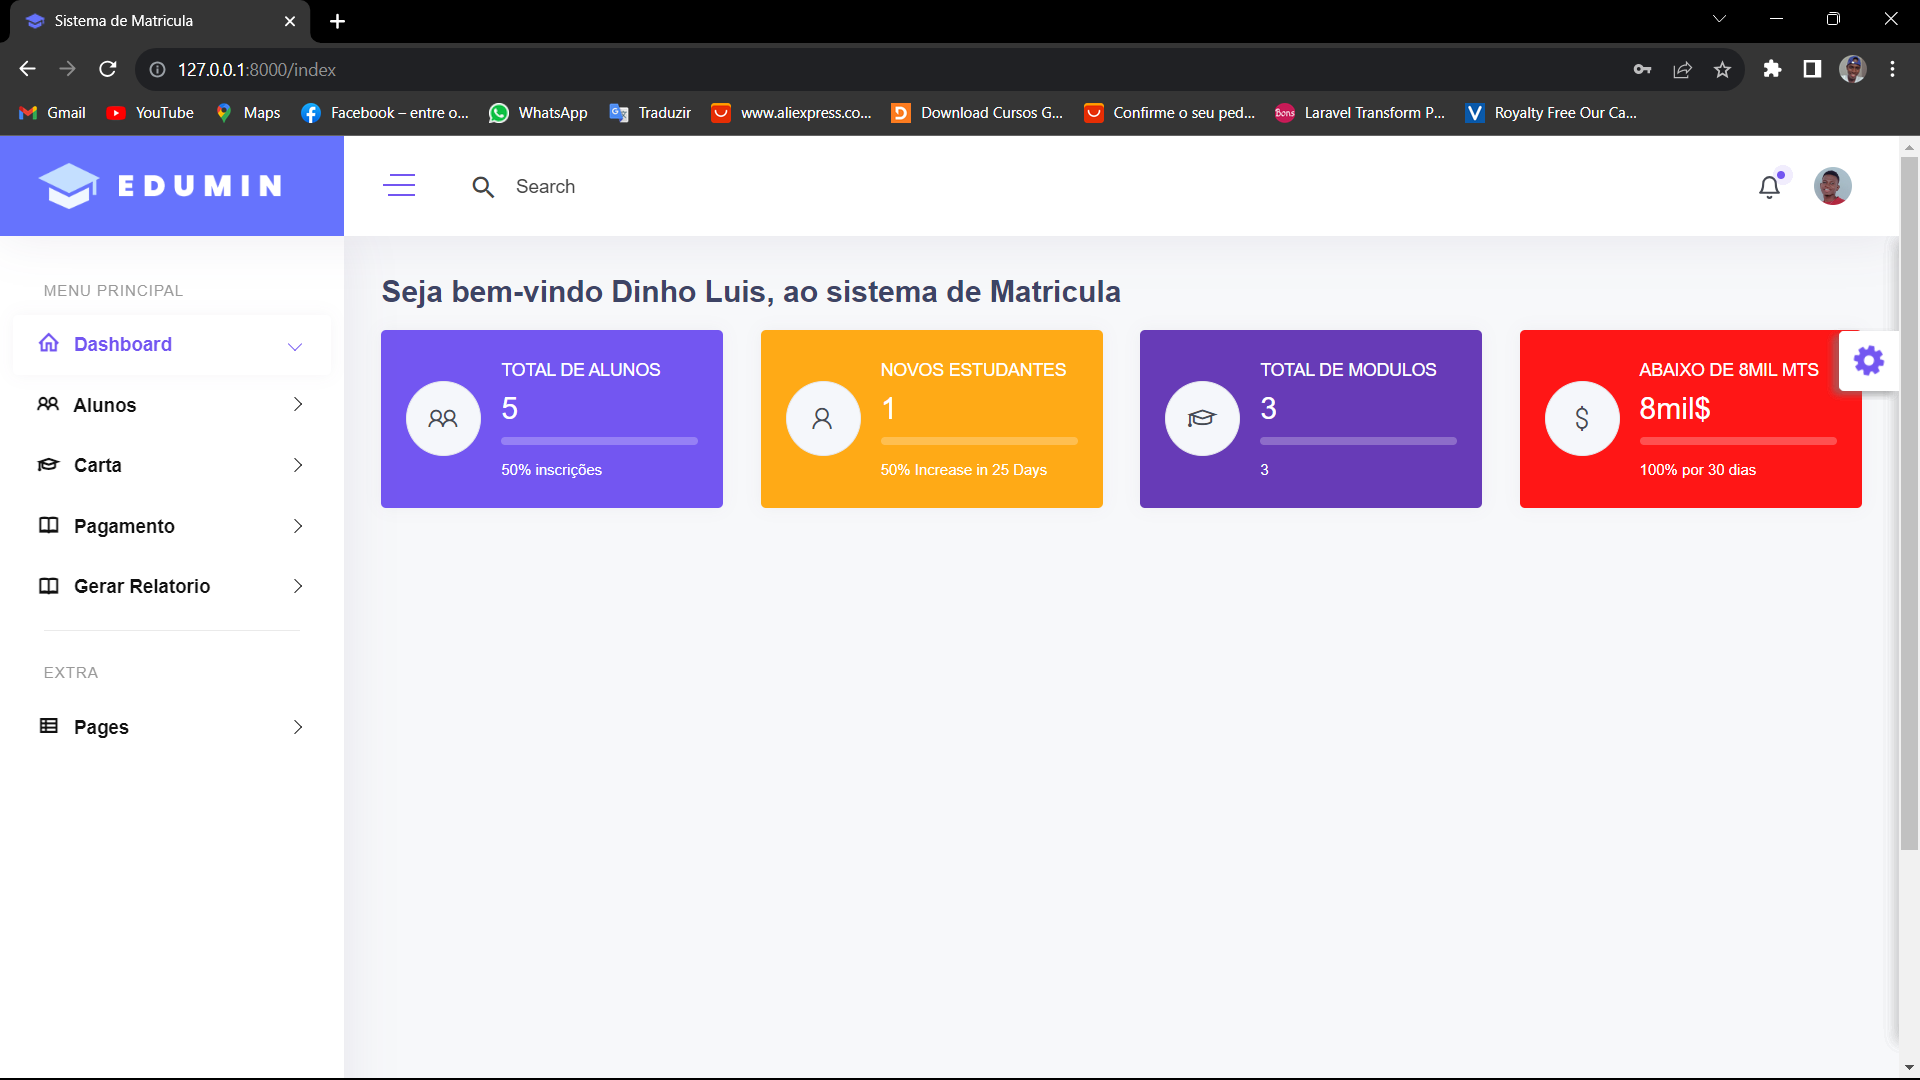 Sistema de Matricula
127.0.0.1:8000/index
Gmail
YouTube
Maps
Facebook – entre o...
WhatsApp
Traduzir
www.aliexpress.co...
Download Cursos G...
Confirme o seu ped...
Bons
Laravel Transform P...
Royalty Free Our Ca...
EDUMIN
Search
MENU PRINCIPAL
Dashboard
Alunos
Carta
Pagamento
Gerar Relatorio
EXTRA
Pages
Seja bem-vindo Dinho Luis, ao sistema de Matricula
TOTAL DE ALUNOS
5
50% inscrições
NOVOS ESTUDANTES
1
50% Increase in 25 Days
TOTAL DE MODULOS
3
3
ABAIXO DE 8MIL MTS
8mil$
100% por 30 dias